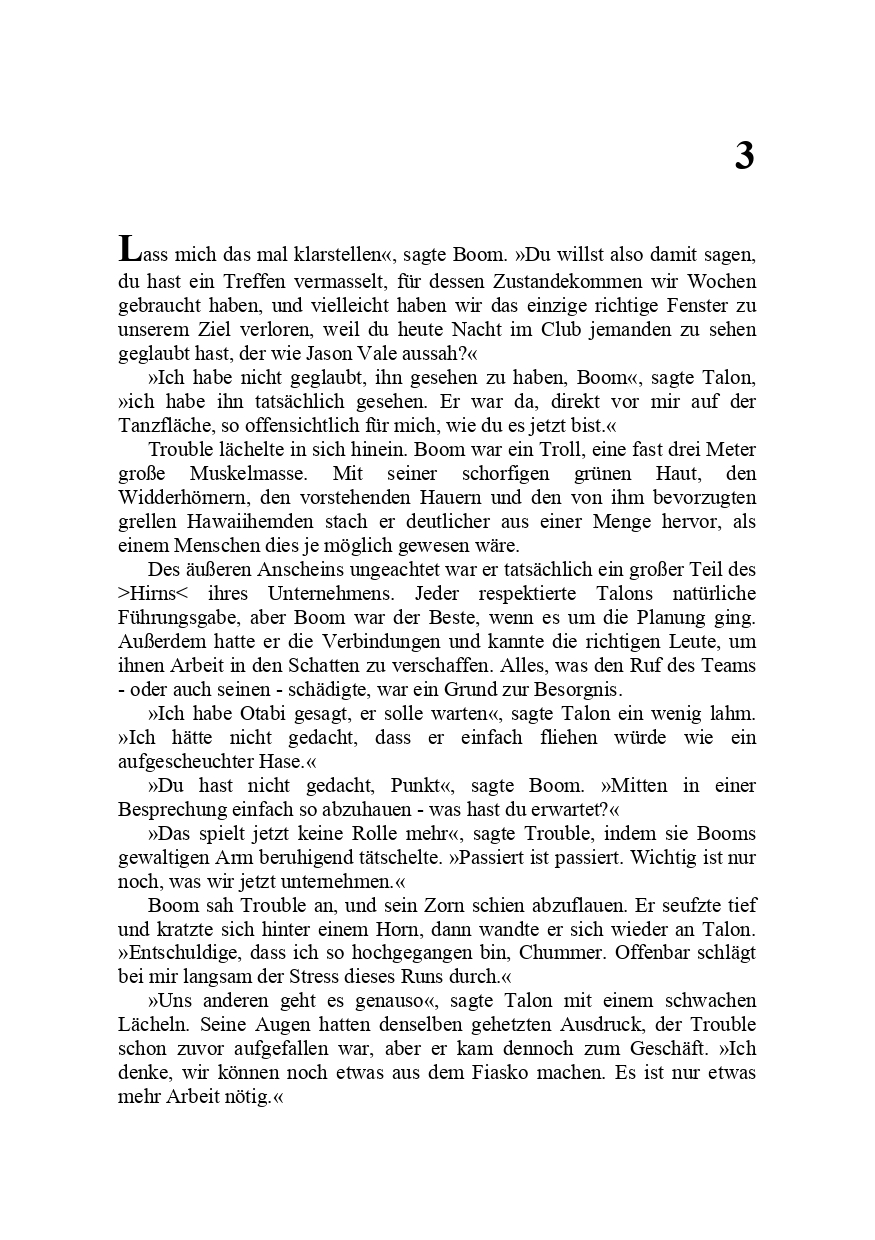 3
Lass mich das mal klarstellen«, sagte Boom. »Du willst also damit sagen,
du hast ein Treffen vermasselt, für dessen Zustandekommen wir Wochen
gebraucht haben, und vielleicht haben wir das einzige richtige Fenster zu
unserem Ziel verloren, weil du heute Nacht im Club jemanden zu sehen
geglaubt hast, der wie Jason Vale aussah?«
»Ich habe nicht geglaubt, ihn gesehen zu haben, Boom«, sagte Talon,
»ich habe ihn tatsächlich gesehen. Er war da, direkt vor mir auf der
Tanzfläche, so offensichtlich für mich, wie du es jetzt bist.«
Trouble lächelte in sich hinein. Boom war ein Troll, eine fast drei Meter
große Muskelmasse. Mit seiner schorfigen grünen Haut, den
Widderhörnern, den vorstehenden Hauern und den von ihm bevorzugten
grellen Hawaiihemden stach er deutlicher aus einer Menge hervor, als
einem Menschen dies je möglich gewesen wäre.
Des äußeren Anscheins ungeachtet war er tatsächlich ein großer Teil des
>Hirns< ihres Unternehmens. Jeder respektierte Talons natürliche
Führungsgabe, aber Boom war der Beste, wenn es um die Planung ging.
Außerdem hatte er die Verbindungen und kannte die richtigen Leute, um
ihnen Arbeit in den Schatten zu verschaffen. Alles, was den Ruf des Teams
- oder auch seinen - schädigte, war ein Grund zur Besorgnis.
»Ich habe Otabi gesagt, er solle warten«, sagte Talon ein wenig lahm.
»Ich hätte nicht gedacht, dass er einfach fliehen würde wie ein
aufgescheuchter Hase.«
»Du hast nicht gedacht, Punkt«, sagte Boom. »Mitten in einer
Besprechung einfach so abzuhauen - was hast du erwartet?«
»Das spielt jetzt keine Rolle mehr«, sagte Trouble, indem sie Booms
gewaltigen Arm beruhigend tätschelte. »Passiert ist passiert. Wichtig ist nur
noch, was wir jetzt unternehmen.«
Boom sah Trouble an, und sein Zorn schien abzuflauen. Er seufzte tief
und kratzte sich hinter einem Horn, dann wandte er sich wieder an Talon.
»Entschuldige, dass ich so hochgegangen bin, Chummer. Offenbar schlägt
bei mir langsam der Stress dieses Runs durch.«
»Uns anderen geht es genauso«, sagte Talon mit einem schwachen
Lächeln. Seine Augen hatten denselben gehetzten Ausdruck, der Trouble
schon zuvor aufgefallen war, aber er kam dennoch zum Geschäft. »Ich
denke, wir können noch etwas aus dem Fiasko machen. Es ist nur etwas
mehr Arbeit nötig.«